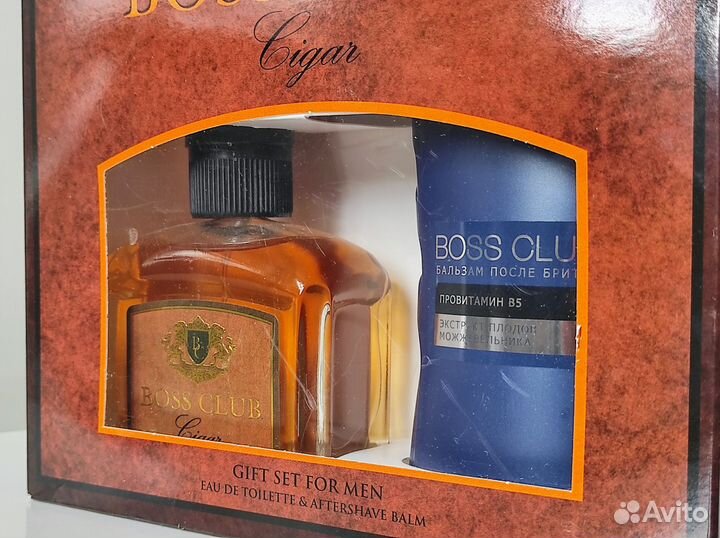 Cigar
BOSS CLUB
Cigar
BOSS CLU
БАЛЬЗАМ ПОСЛЕ БРИТ
ПРОВИТАМИН B5
ЭКСТРАКТ ПЛОДОВ
МОЖЖЕВЕЛЬНИКА
GIFT SET FOR MEN
EAU DE TOILETTE & AFTERSHAVE BALM
Avito